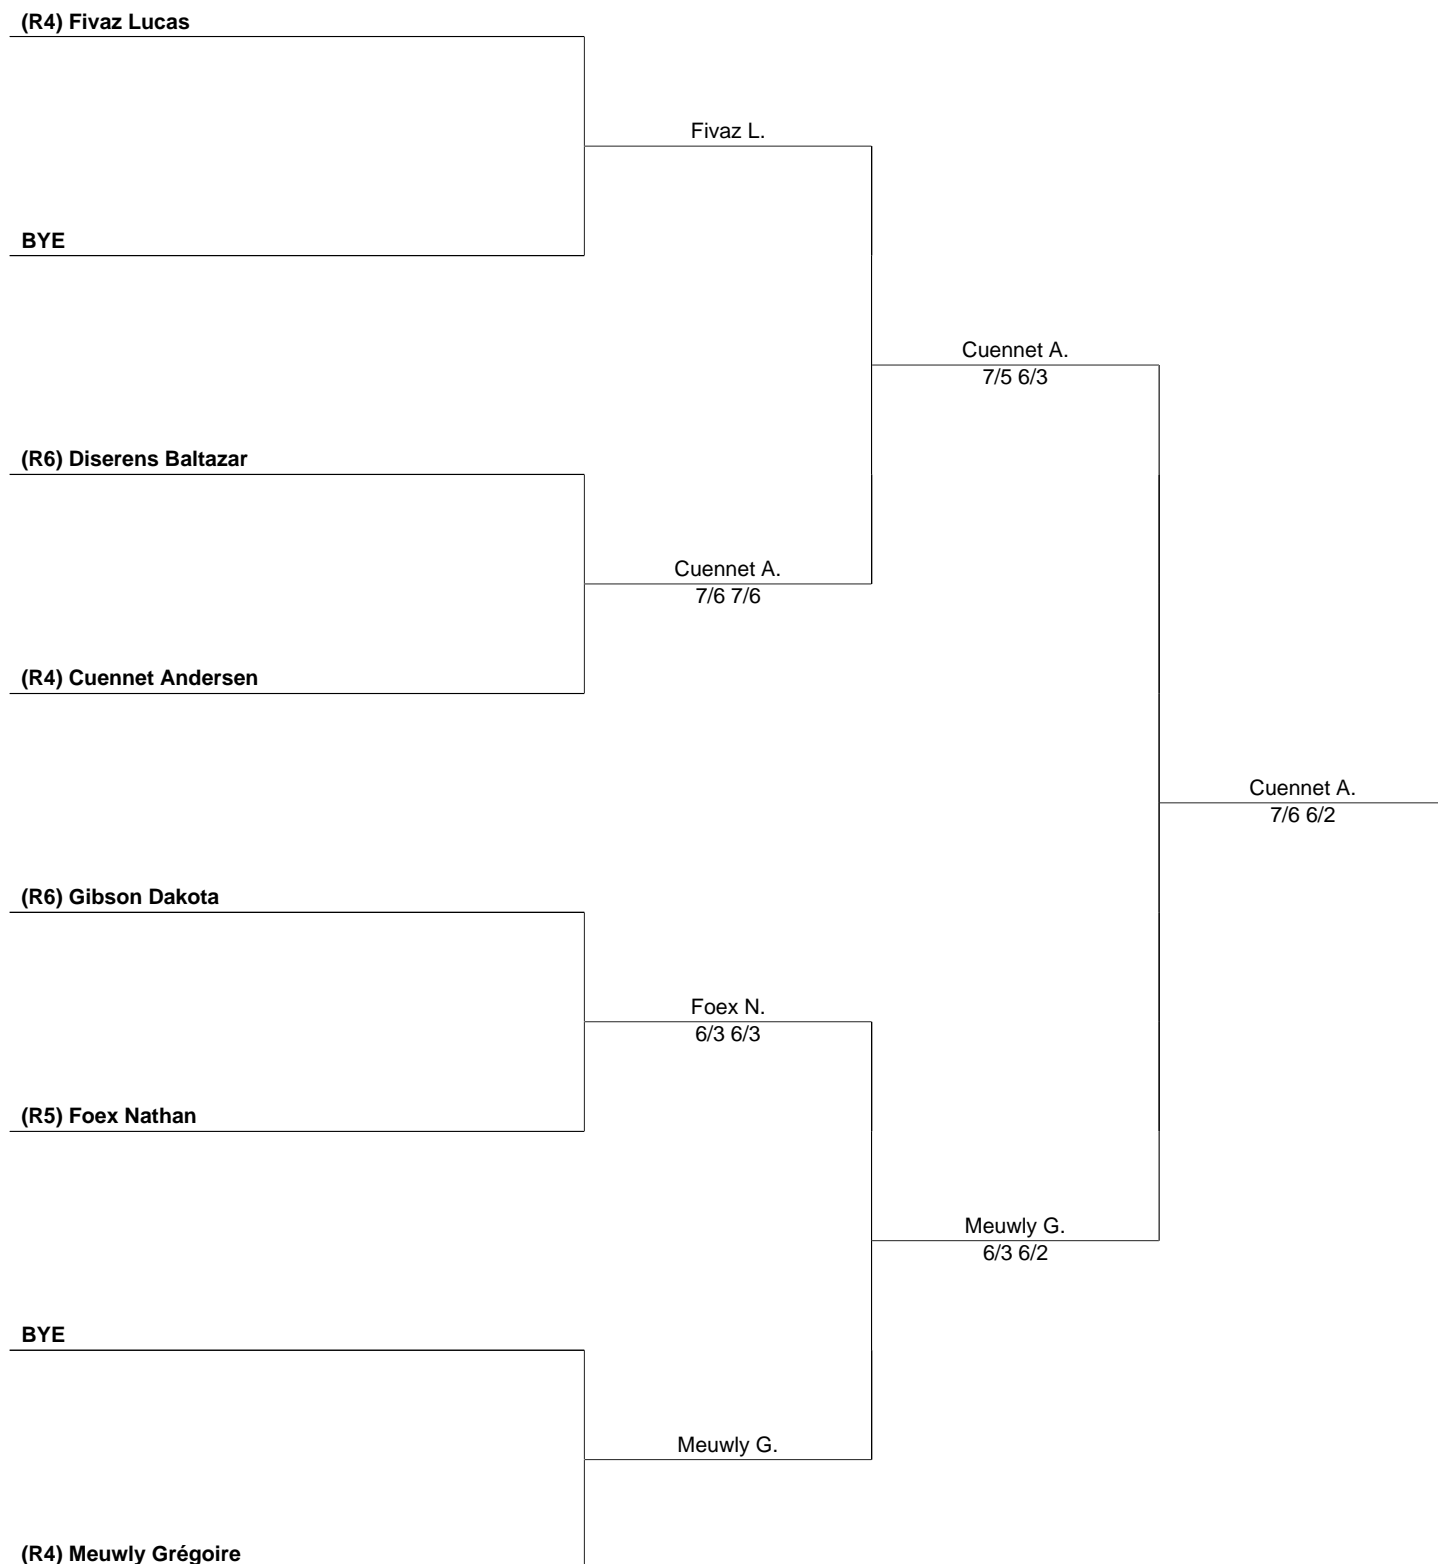 (R4) Fivaz Lucas
Fivaz L.
BYE
Cuennet A.
7/5 6/3
(R6) Diserens Baltazar
Cuennet A.
7/6 7/6
(R4) Cuennet Andersen
Cuennet A.
7/6 6/2
(R6) Gibson Dakota
Foex N.
6/3 6/3
(R5) Foex Nathan
Meuwly G.
6/3 6/2
BYE
Meuwly G.
(R4) Meuwly Grégoire